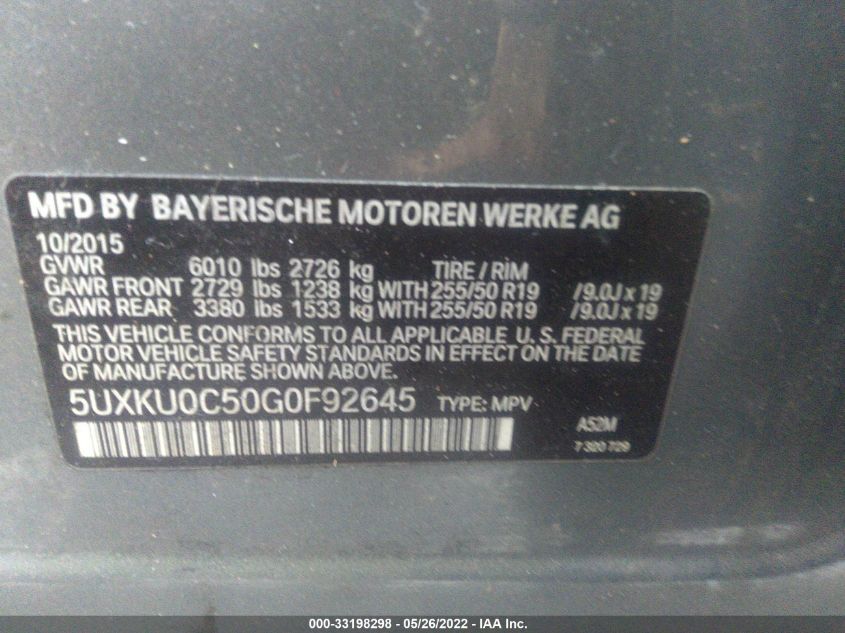 MFD BY BAYERISCHE MOTOREN WERKE AG
10/2015
GVWR 6010 lbs 2726 kg TIRE / RIM
GAWR FRONT 2729 lbs 1238 kg WITH 255/50 R19 /9.0J x 19
GAWR REAR 3380 lbs 1533 kg WITH 255/50 R19 /9.0J x 19
THIS VEHICLE CONFORMS TO ALL APPLICABLE U. S. FEDERAL
MOTOR VEHICLE SAFETY STANDARDS IN EFFECT ON THE DATE
OF MANUFACTURE SHOWN ABOVE.
5UXKU0C50G0F92645 TYPE: MPV
A52M
7 320 729
000-33198298 - 05/26/2022 - IAA Inc.